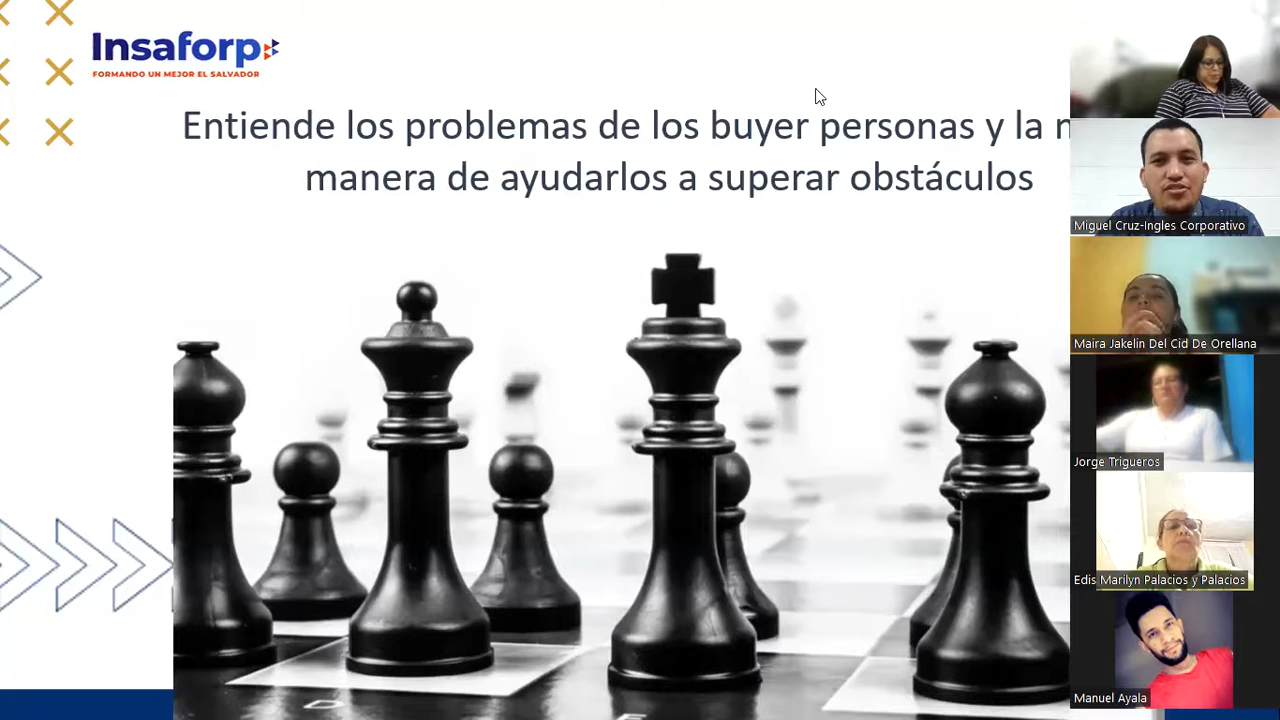 Insaforp
FORMANDO UN MEJOR EL SALVADOR
Entiende los problemas de los buyer personas y la
manera de ayudarlos a superar obstáculos
Miguel Cruz-Ingles Corporativo
Maira Jakelin Del Cid De Orellana
Jorge Trigueros
Edis Marilyn Palacios y Palacios
Manuel Ayala